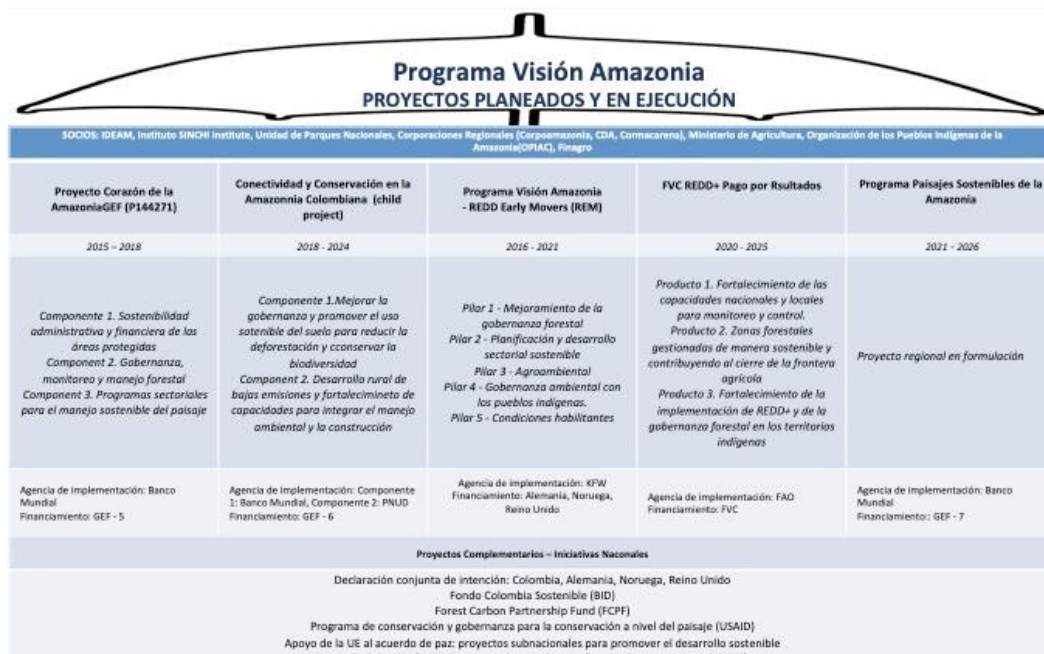 Programa Visión Amazonia
PROYECTOS PLANEADOS Y EN EJECUCIÓN
SOCIOS: IDEAM, Instituto SINCHI Institute, Unidad de Parques Nacionales, Corporaciones Regionales (Corpoamazonia, CDA, Cormacarena), Ministerio de Agricultura, Organización de los Pueblos Indígenas de la
Amazonia(OPIAC), Finagro
Proyecto Corazón de la
AmazoniaGEF (P144271)
Conectividad y Conservación en la
Amazonnia Colombiana (child
project)
Programa Visión Amazonia
- REDD Early Movers (REM)
FVC REDD+ Pago por Rsultados
Programa Paisajes Sostenibles de la
Amazonia
2015 – 2018
2018 - 2024
2016 - 2021
2020 - 2025
2021 - 2026
Componente 1. Sostenibilidad
administrativa y financiera de las
áreas protegidas
Component 2. Gobernanza,
monitoreo y manejo forestal
Component 3. Programas sectoriales
para el manejo sostenible del paisaje
Componente 1.Mejorar la
gobernanza y promover el uso
sotenible del suelo para reducir la
deforestación y cconservar la
biodiversidad
Component 2. Desarrollo rural de
bajas emisiones y fortalecimineto de
capacidades para integrar el manejo
ambiental y la construcción
Pilar 1 - Mejoramiento de la
gobernanza forestal
Pilar 2 - Planificación y desarrollo
sectorial sostenible
Pilar 3 - Agroambiental
Pilar 4 - Gobernanza ambiental con
los pueblos indígenas.
Pilar 5 - Condiciones habilitantes
Producto 1. Fortalecimiento de las
capacidades nacionales y locales
para monitoreo y control.
Producto 2. Zonas forestales
gestionadas de manera sostenible y
contribuyendo al cierre de la frontera
agrícola
Producto 3. Fortalecimiento de la
implementación de REDD+ y de la
gobernanza forestal en los territorios
indígenas
Proyecto regional en formulación
Agencia de implementación: Banco
Mundial
Financiamiento: GEF - 5
Agencia de implementación: Componente
1: Banco Mundial, Componente 2: PNUD
Financiamiento: GEF - 6
Agencia de implementación: KFW
Financiamiento: Alemania, Noruega,
Reino Unido
Agencia de implementación: FAO
Financiamiento: FVC
Agencia de implementación: Banco
Mundial
Financiamiento:: GEF - 7
Proyectos Complementarios – Iniciativas Naconales
Declaración conjunta de intención: Colombia, Alemania, Noruega, Reino Unido
Fondo Colombia Sostenible (BID)
Forest Carbon Partnership Fund (FCPF)
Programa de conservación y gobernanza para la conservación a nivel del paisaje (USAID)
Apoyo de la UE al acuerdo de paz: proyectos subnacionales para promover el desarrollo sostenible